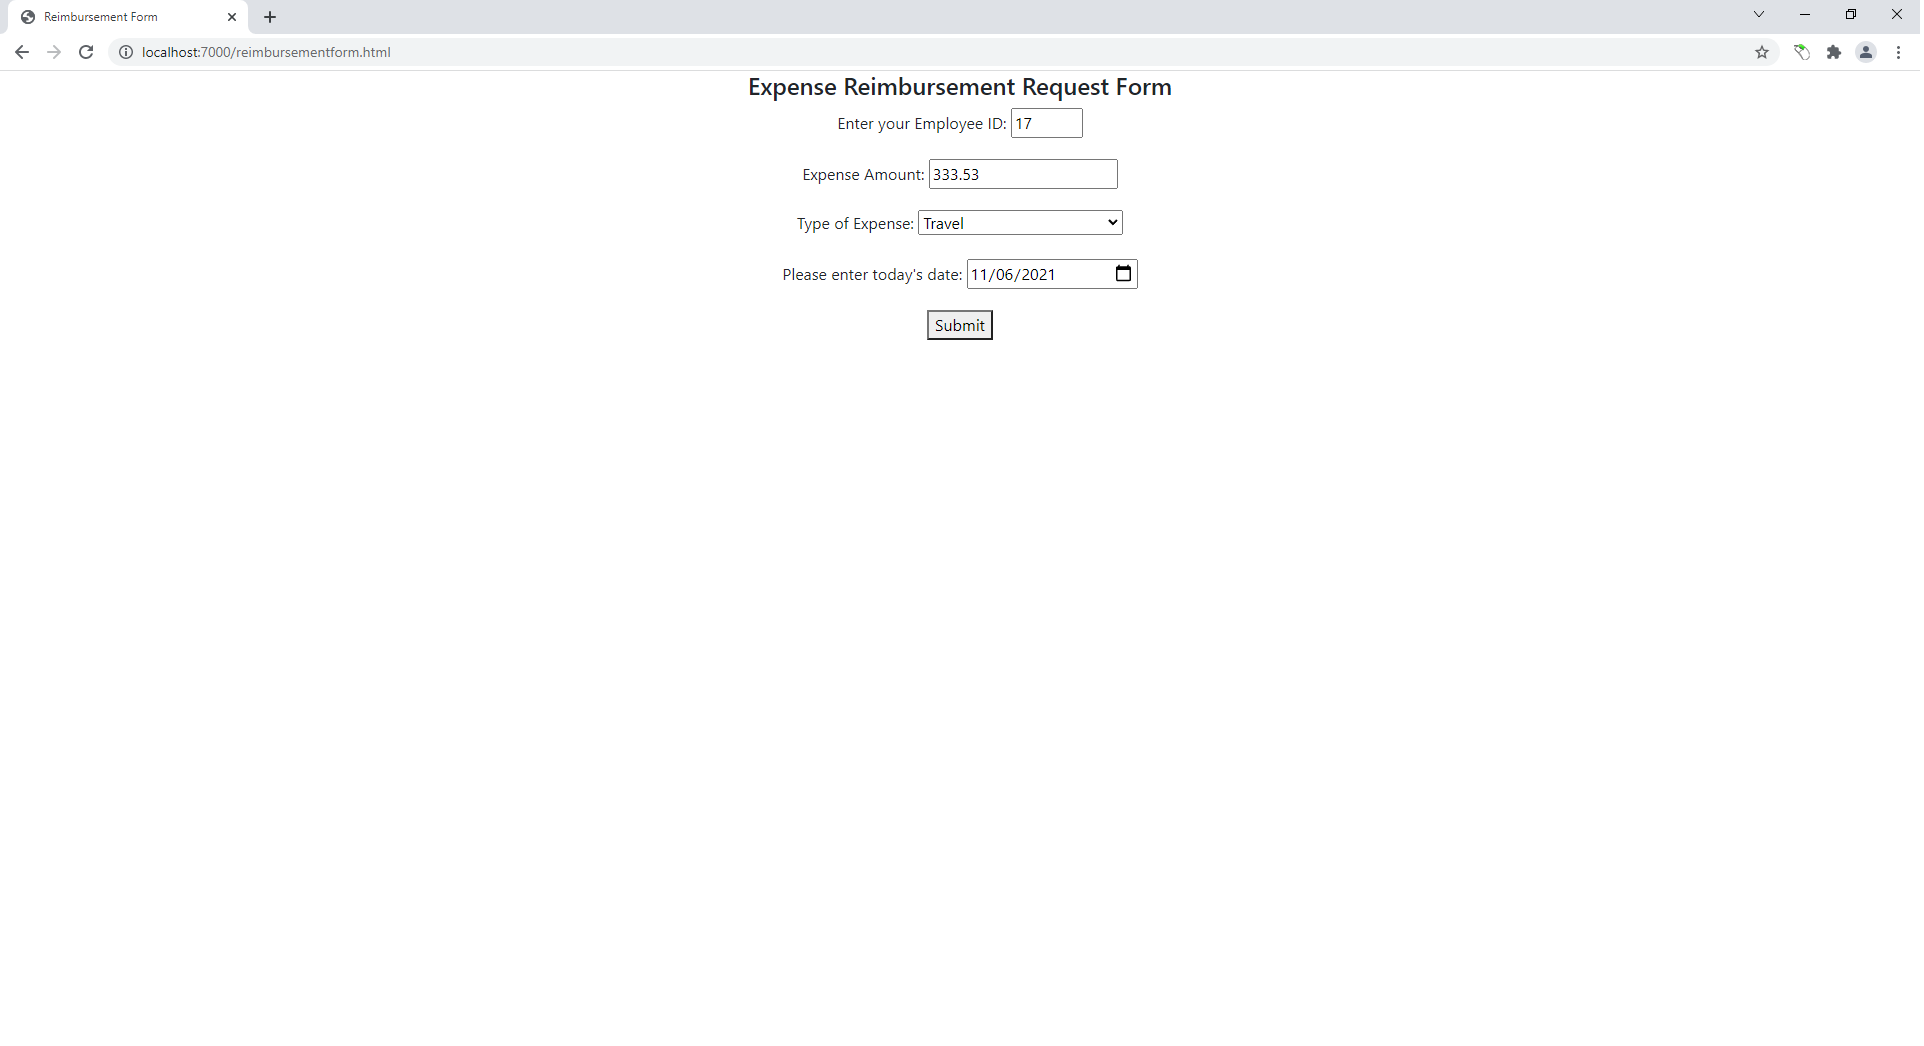 Reimbursement Form
localhost:7000/reimbursementform.html
Expense Reimbursement Request Form
Enter your Employee ID: 17
Expense Amount: 333.53
Type of Expense: Travel
Please enter today's date: 11/06/2021
Submit